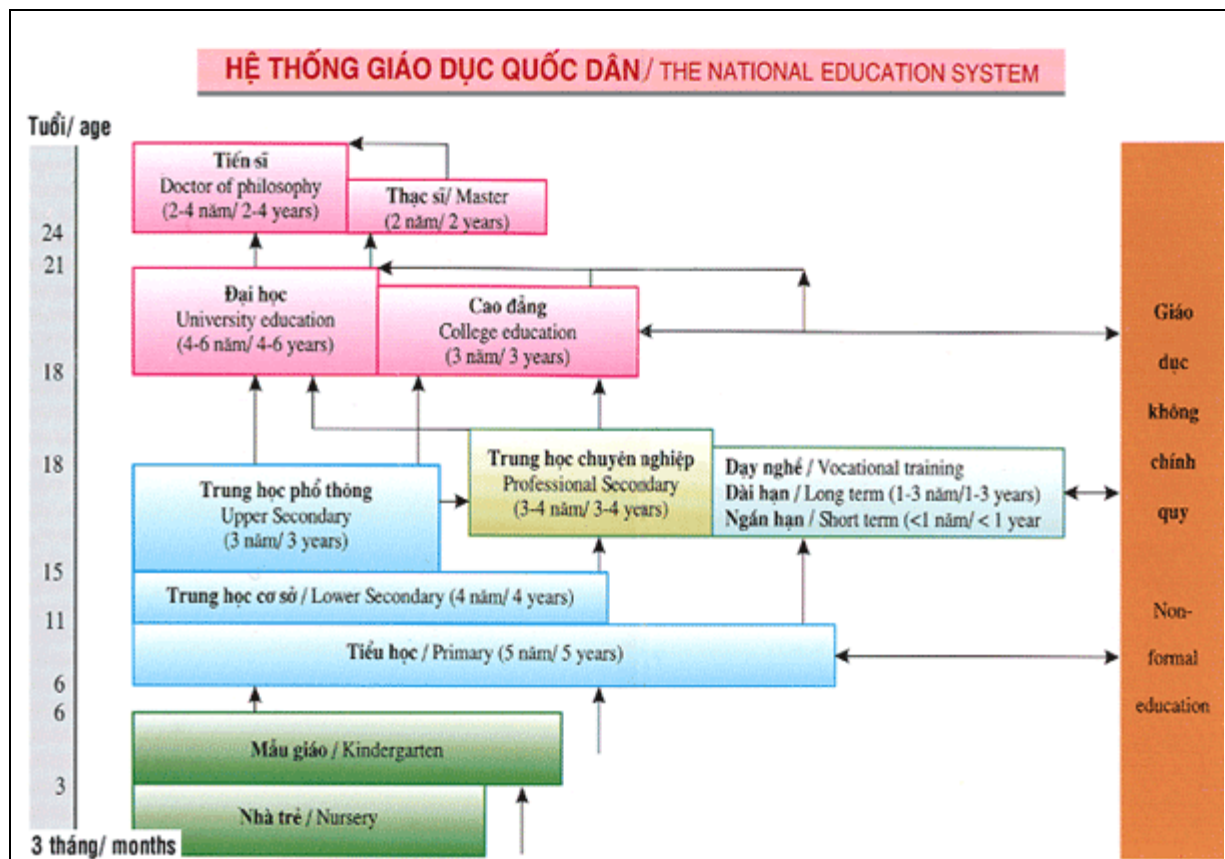 HỆ THỐNG GIÁO DỤC QUỐC DÂN/ THE NATIONAL EDUCATION SYSTEM
Tuổi/ age
Tiến sĩ
Doctor of philosophy
(2-4 năm/ 2-4 years)
Thạc sĩ/ Master
(2 năm/ 2 years)
24
21
Đại học
University education
(4-6 năm/ 4-6 years)
Cao đẳng
College education
(3 năm/ 3 years)
18
18
Trung học phổ thông
Upper Secondary
(3 năm/ 3 years)
Trung học chuyên nghiệp
Professional Secondary
(3-4 năm/ 3-4 years)
Dạy nghề / Vocational training
Dài hạn / Long term (1-3 năm/1-3 years)
Ngắn hạn / Short term (<1 năm/ < 1 year
15
Trung học cơ sở / Lower Secondary (4 năm/ 4 years)
11
Tiểu học / Primary (5 năm/ 5 years)
6
6
Mẫu giáo / Kindergarten
3
Nhà trẻ / Nursery
3 tháng/ months
Giáo
dục
không
chính
quy
Non-
formal
education